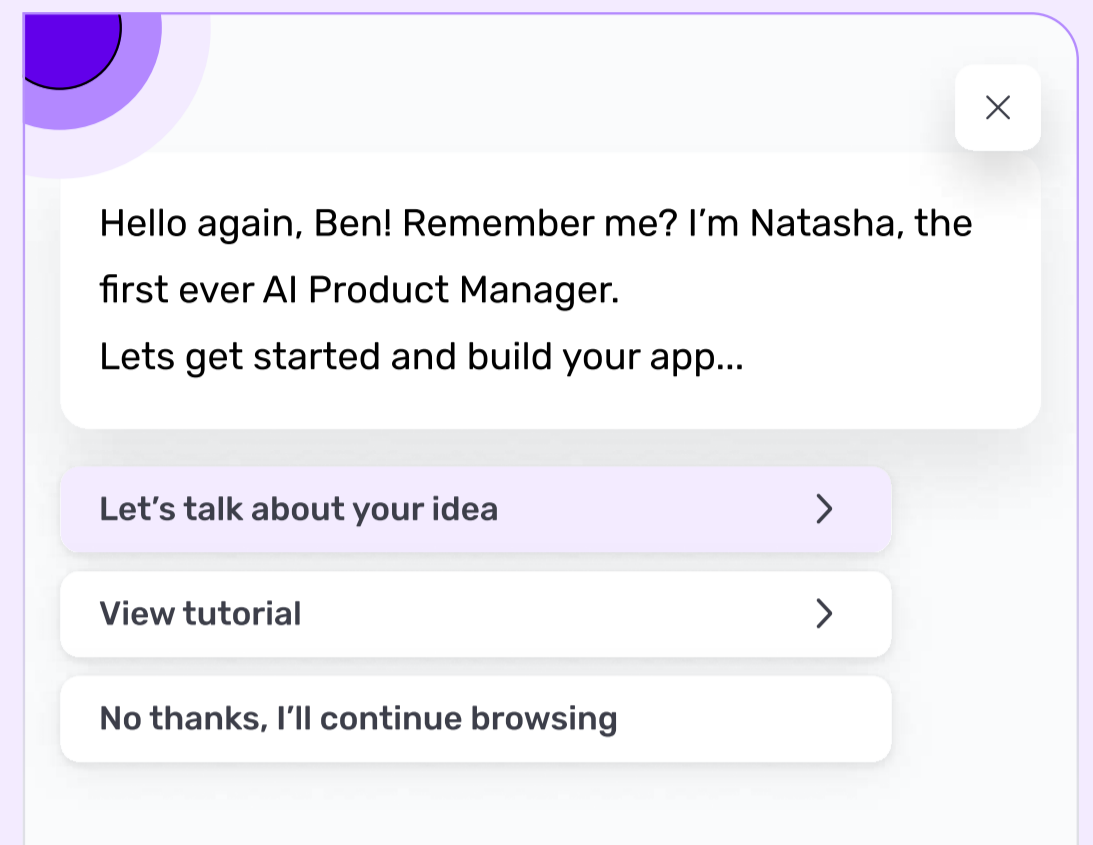 Hello again, Ben! Remember me? I’m Natasha, the
first ever AI Product Manager.
Lets get started and build your app...
Let’s talk about your idea
View tutorial
No thanks, I’ll continue browsing